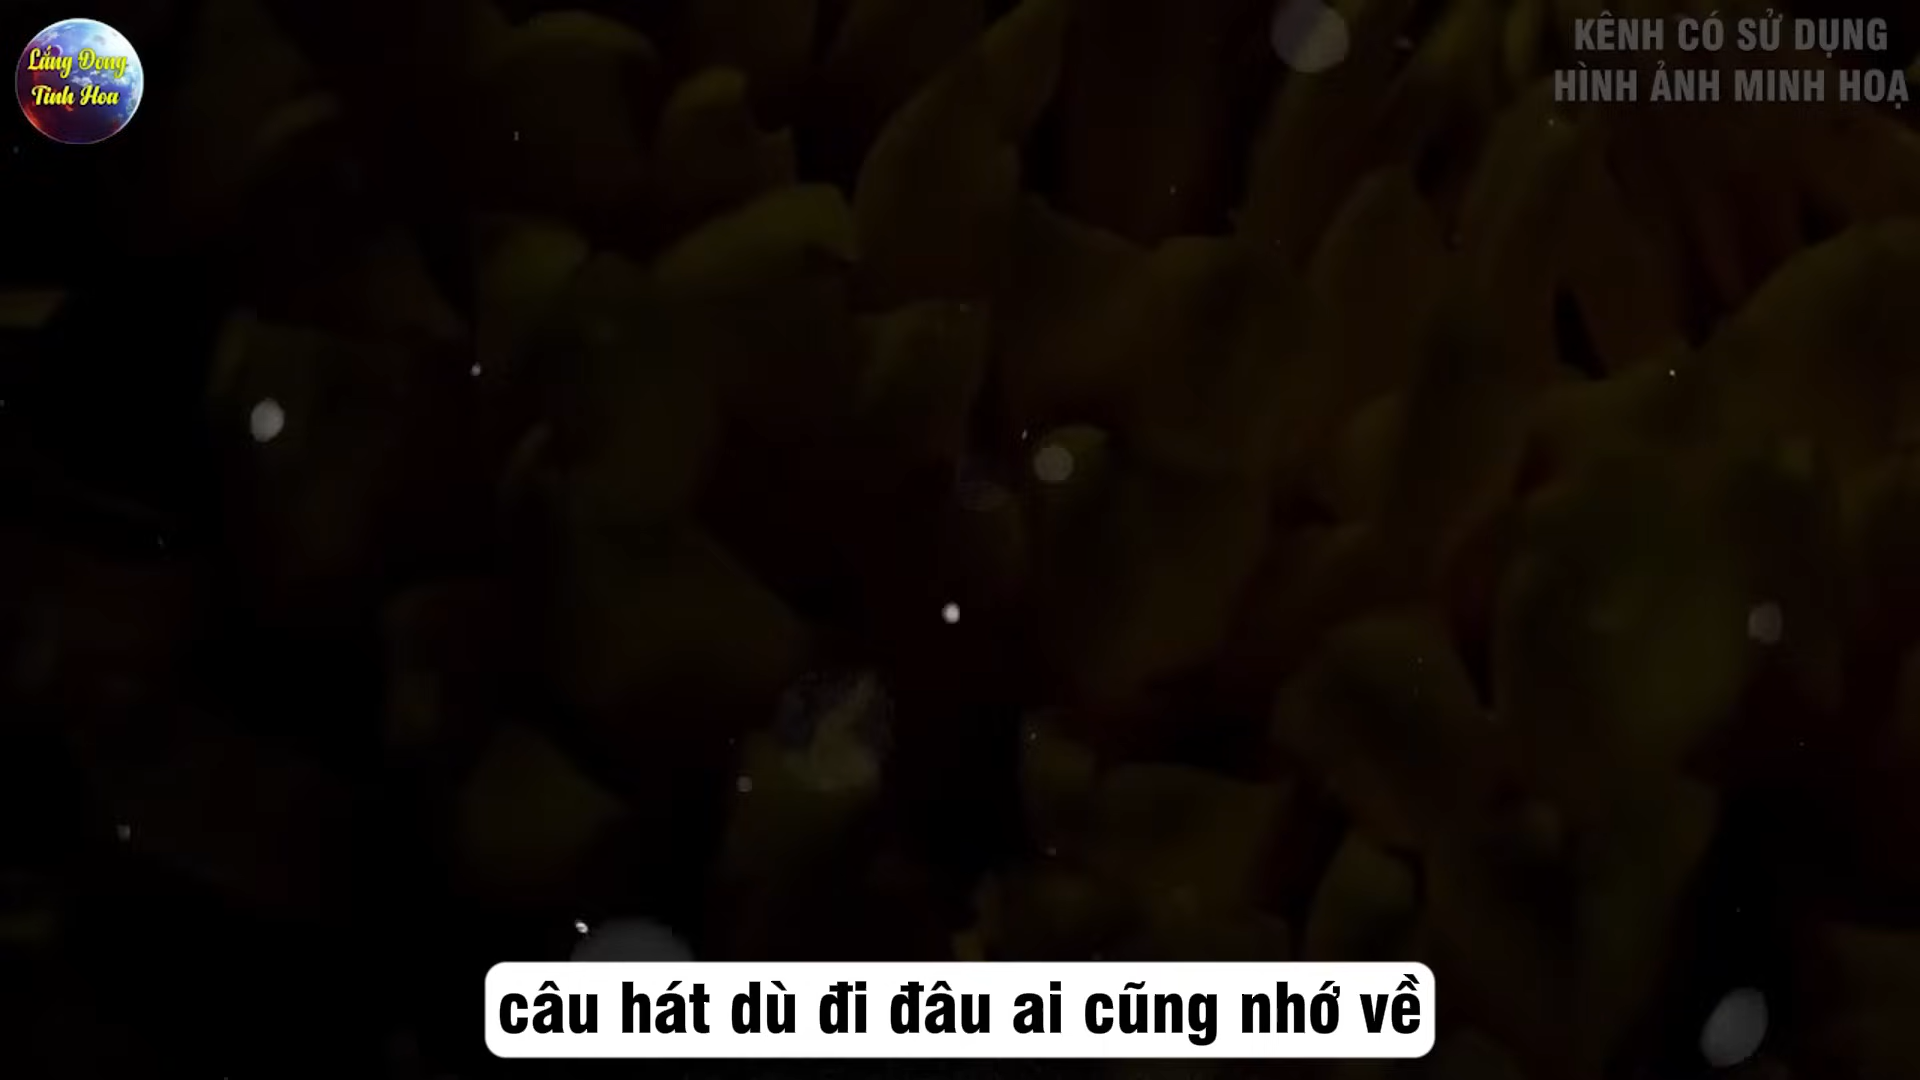 Lắng Đọng
Tinh Hoa
KÊNH CÓ SỬ DỤNG
HÌNH ẢNH MINH HOẠ
câu hát dù đi đâu ai cũng nhớ về